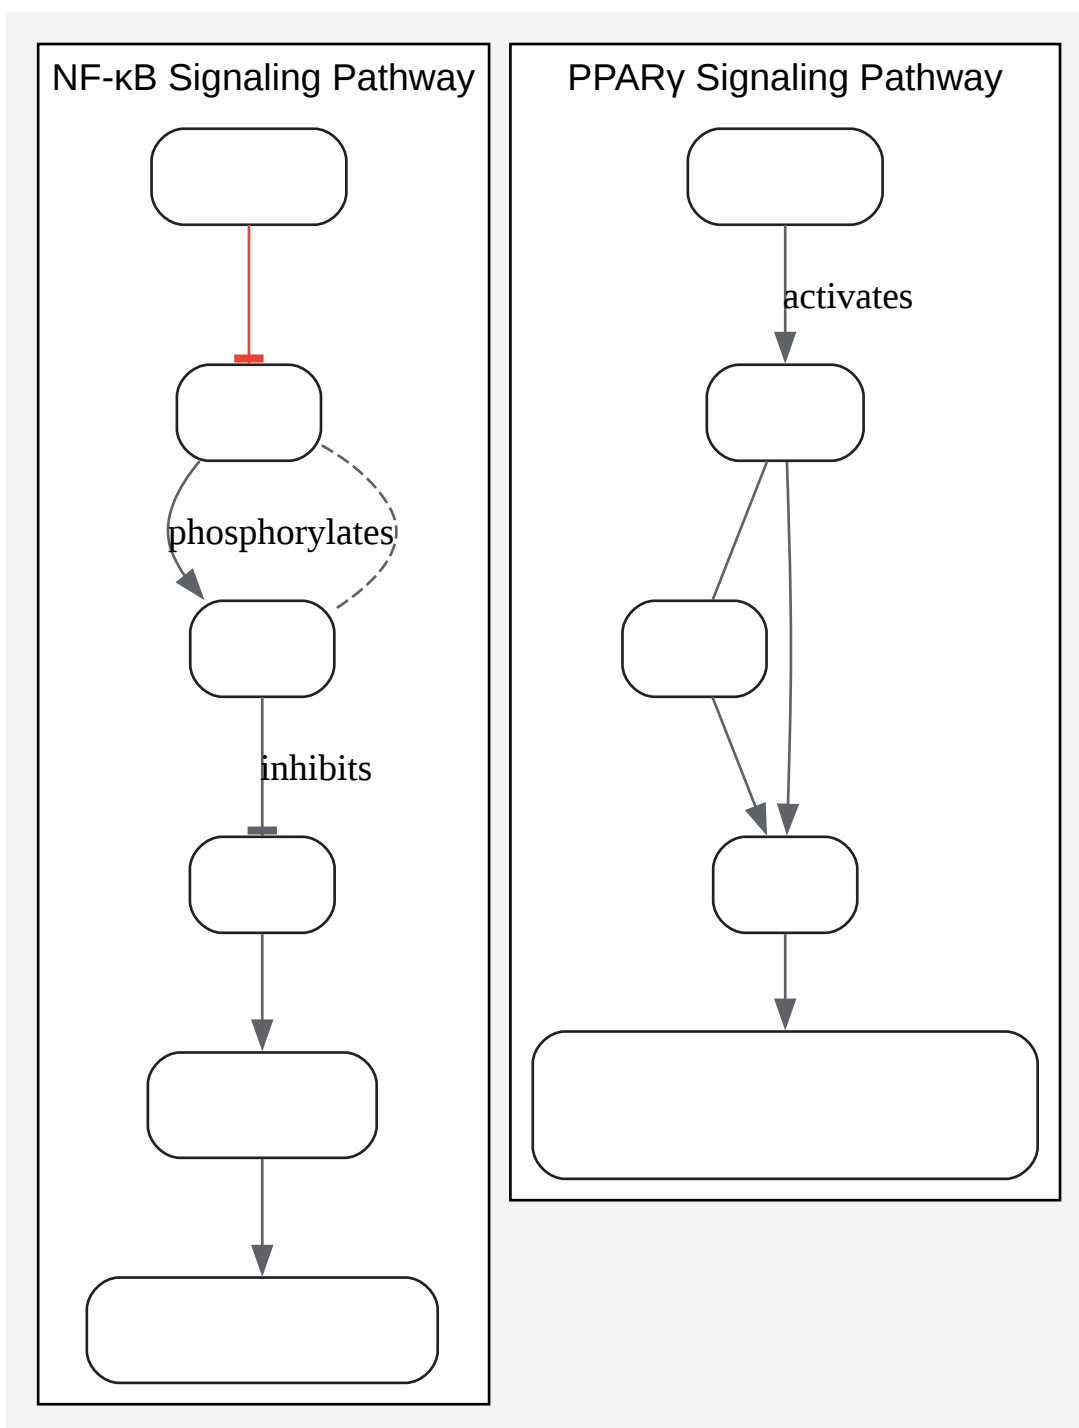 NF-κB Signaling Pathway
PPARγ Signaling Pathway
activates
phosphorylates
inhibits